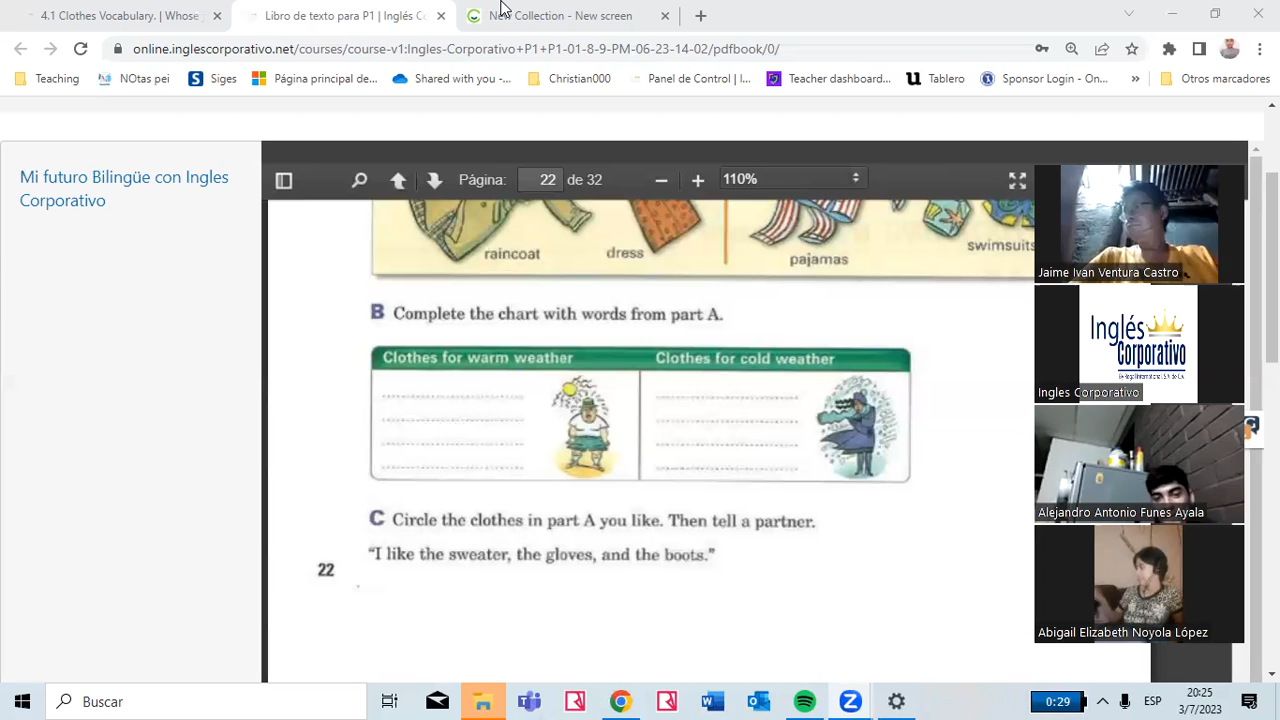 4.1 Clothes Vocabulary. | Whose
Libro de texto para P1 | Inglés C
New Collection - New screen
online.inglescorporativo.net/courses/course-v1:Ingles-Corporativo+P1+P1-01-8-9-PM-06-23-14-02/pdfbook/0/
Teaching
NOtas pei
Siges
Página principal de...
Shared with you -...
Christian000
Panel de Control | I...
Teacher dashboard...
Tablero
Sponsor Login - On...
»
Otros marcadores
Mi futuro Bilingüe con Ingles
Corporativo
Página: 22 de 32
110%
raincoat
dress
pajamas
swimsuits
B Complete the chart with words from part A.
Clothes for warm weather
Clothes for cold weather
C Circle the clothes in part A you like. Then tell a partner.
"I like the sweater, the gloves, and the boots."
22
Jaime Ivan Ventura Castro
Inglés
Corporativo
Ingles Corporativo
Alejandro Antonio Funes Ayala
Abigail Elizabeth Noyola López
Buscar
0:29
ESP
20:25
3/7/2023